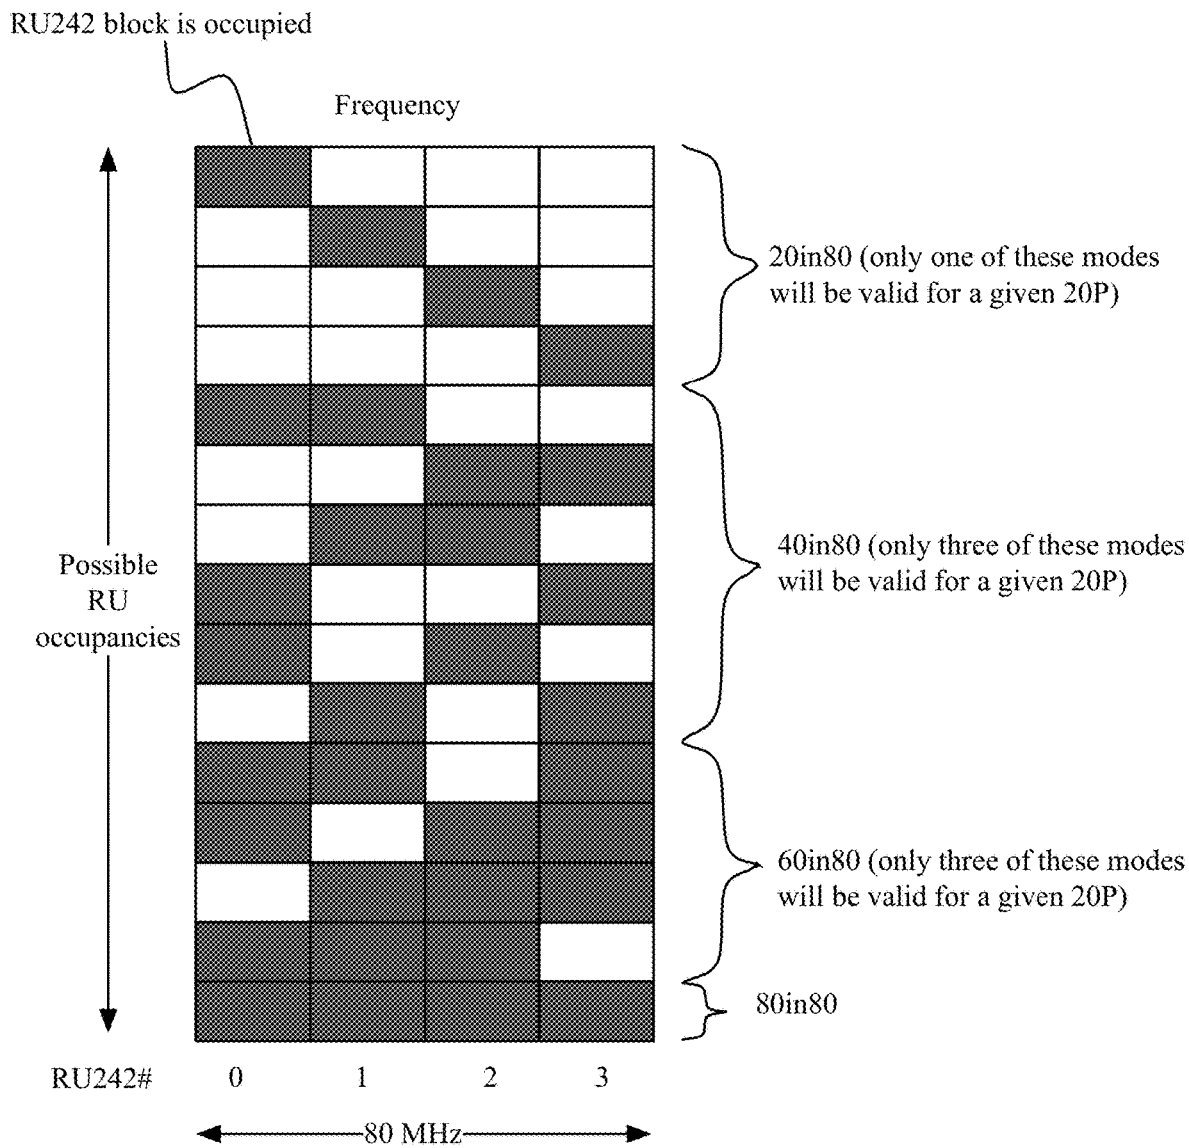 RU242 block is occupied
Frequency
20in80 (only one of these modes
will be valid for a given 20P)
40in80 (only three of these modes
will be valid for a given 20P)
Possible
RU
occupancies
60in80 (only three of these modes
will be valid for a given 20P)
80in80
RU242# 0 1 2 3
80 MHz